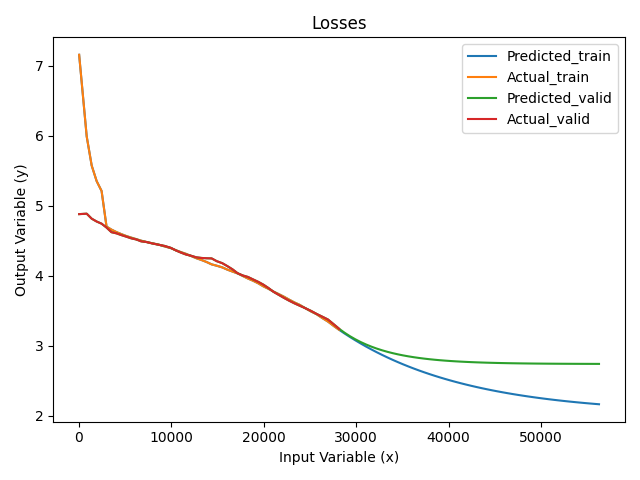 Losses
Predicted_train
Actual_train
Predicted_valid
Actual_valid
Output Variable (y)
7
6
5
4
3
2
0 10000 20000 30000 40000 50000
Input Variable (x)